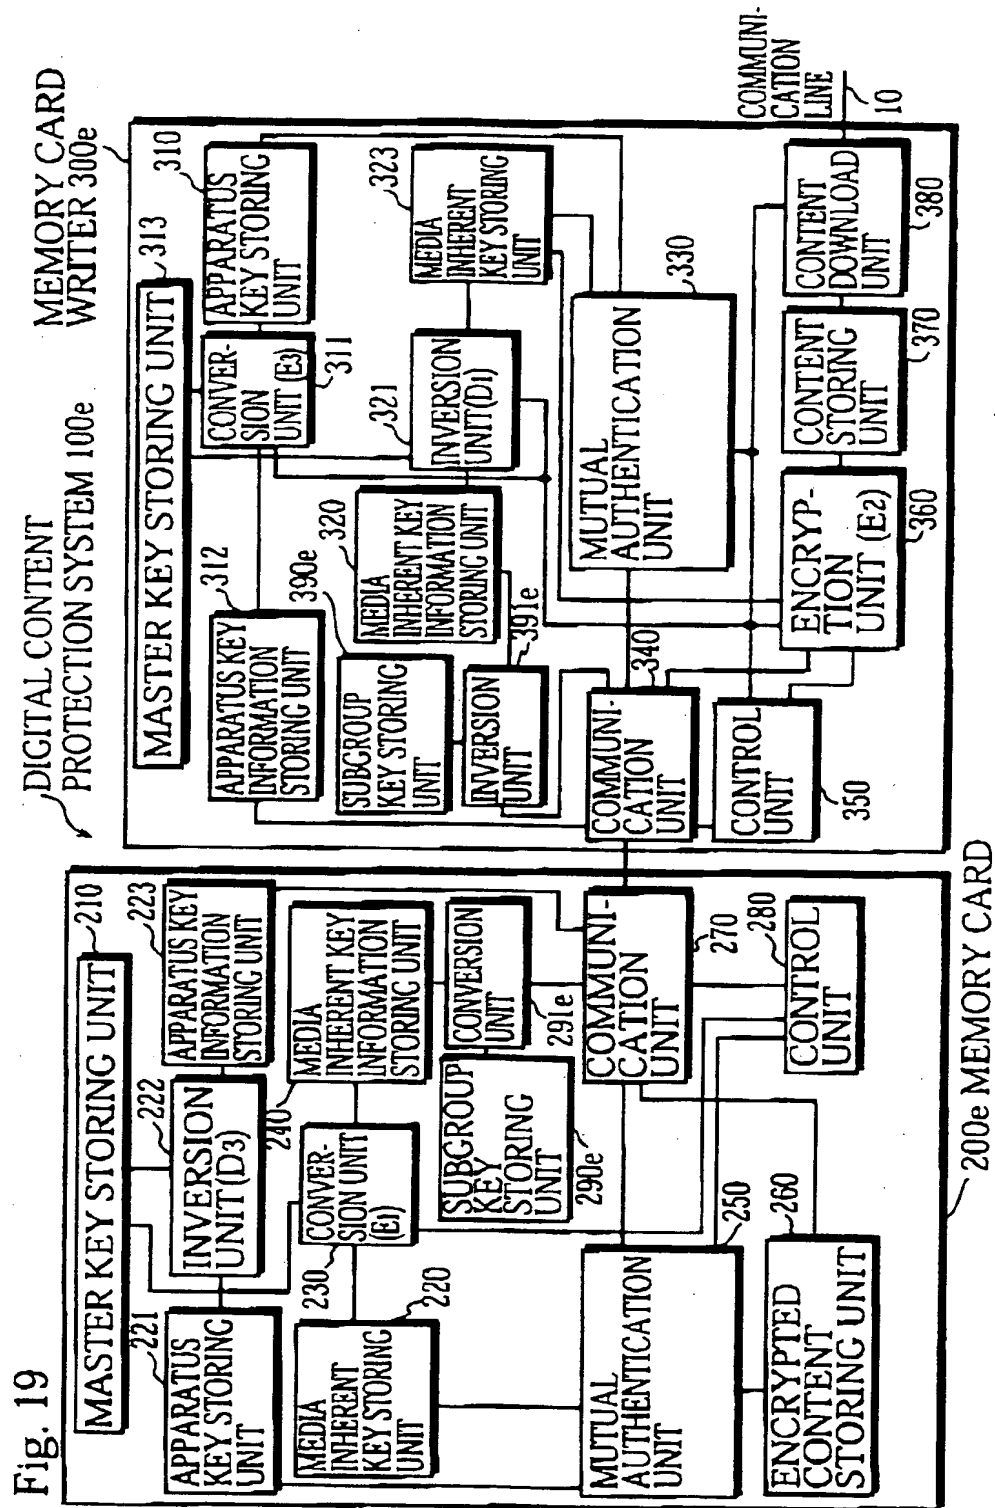 Fig. 19
DIGITAL CONTENT
PROTECTION SYSTEM 100e
MEMORY CARD
WRITER 300e
MASTER KEY STORING UNIT
210
APPARATUS
KEY STORING
UNIT
221
INVERSION
UNIT(D3)
222
APPARATUS KEY
INFORMATION
STORING UNIT
223
MEDIA
INHERENT
KEY STORING
UNIT
220
CONVER-
SION UNIT
(E1)
230
MEDIA
INHERENT KEY
INFORMATION
STORING UNIT
240
SUBGROUP
KEY
STORING
UNIT
290e
CONVERSION
UNIT
291e
MUTUAL
AUTHENTICATION
UNIT
250
COMMUNI-
CATION
UNIT
270
ENCRYPTED
CONTENT
STORING UNIT
260
CONTROL
UNIT
280
200e MEMORY CARD
MASTER KEY STORING UNIT
313
APPARATUS KEY
INFORMATION
STORING UNIT
312
CONVER-
SION
UNIT (E3)
311
APPARATUS
KEY STORING
UNIT
310
SUBGROUP
KEY STORING
UNIT
390e
MEDIA
INHERENT KEY
INFORMATION
STORING UNIT
320
INVERSION
UNIT(D1)
321
MEDIA
INHERENT
KEY STORING
UNIT
323
INVERSION
UNIT
391e
COMMUNI-
CATION
UNIT
340
MUTUAL
AUTHENTICATION
UNIT
330
CONTROL
UNIT
350
ENCRYP-
TION
UNIT (E2)
360
CONTENT
STORING
UNIT
370
CONTENT
DOWNLOAD
UNIT
380
COMMUNI-
CATION
LINE
10